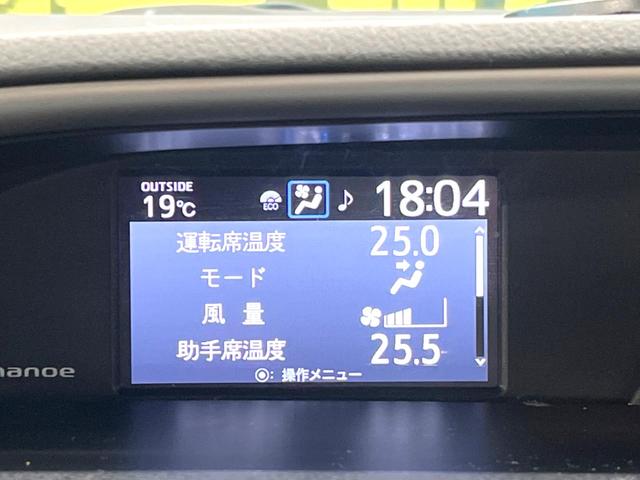 OUTSIDE
19℃ ECO 18:04
運転席温度 25.0
モード
風量
助手席温度 25.5
: 操作メニュー
nanoe